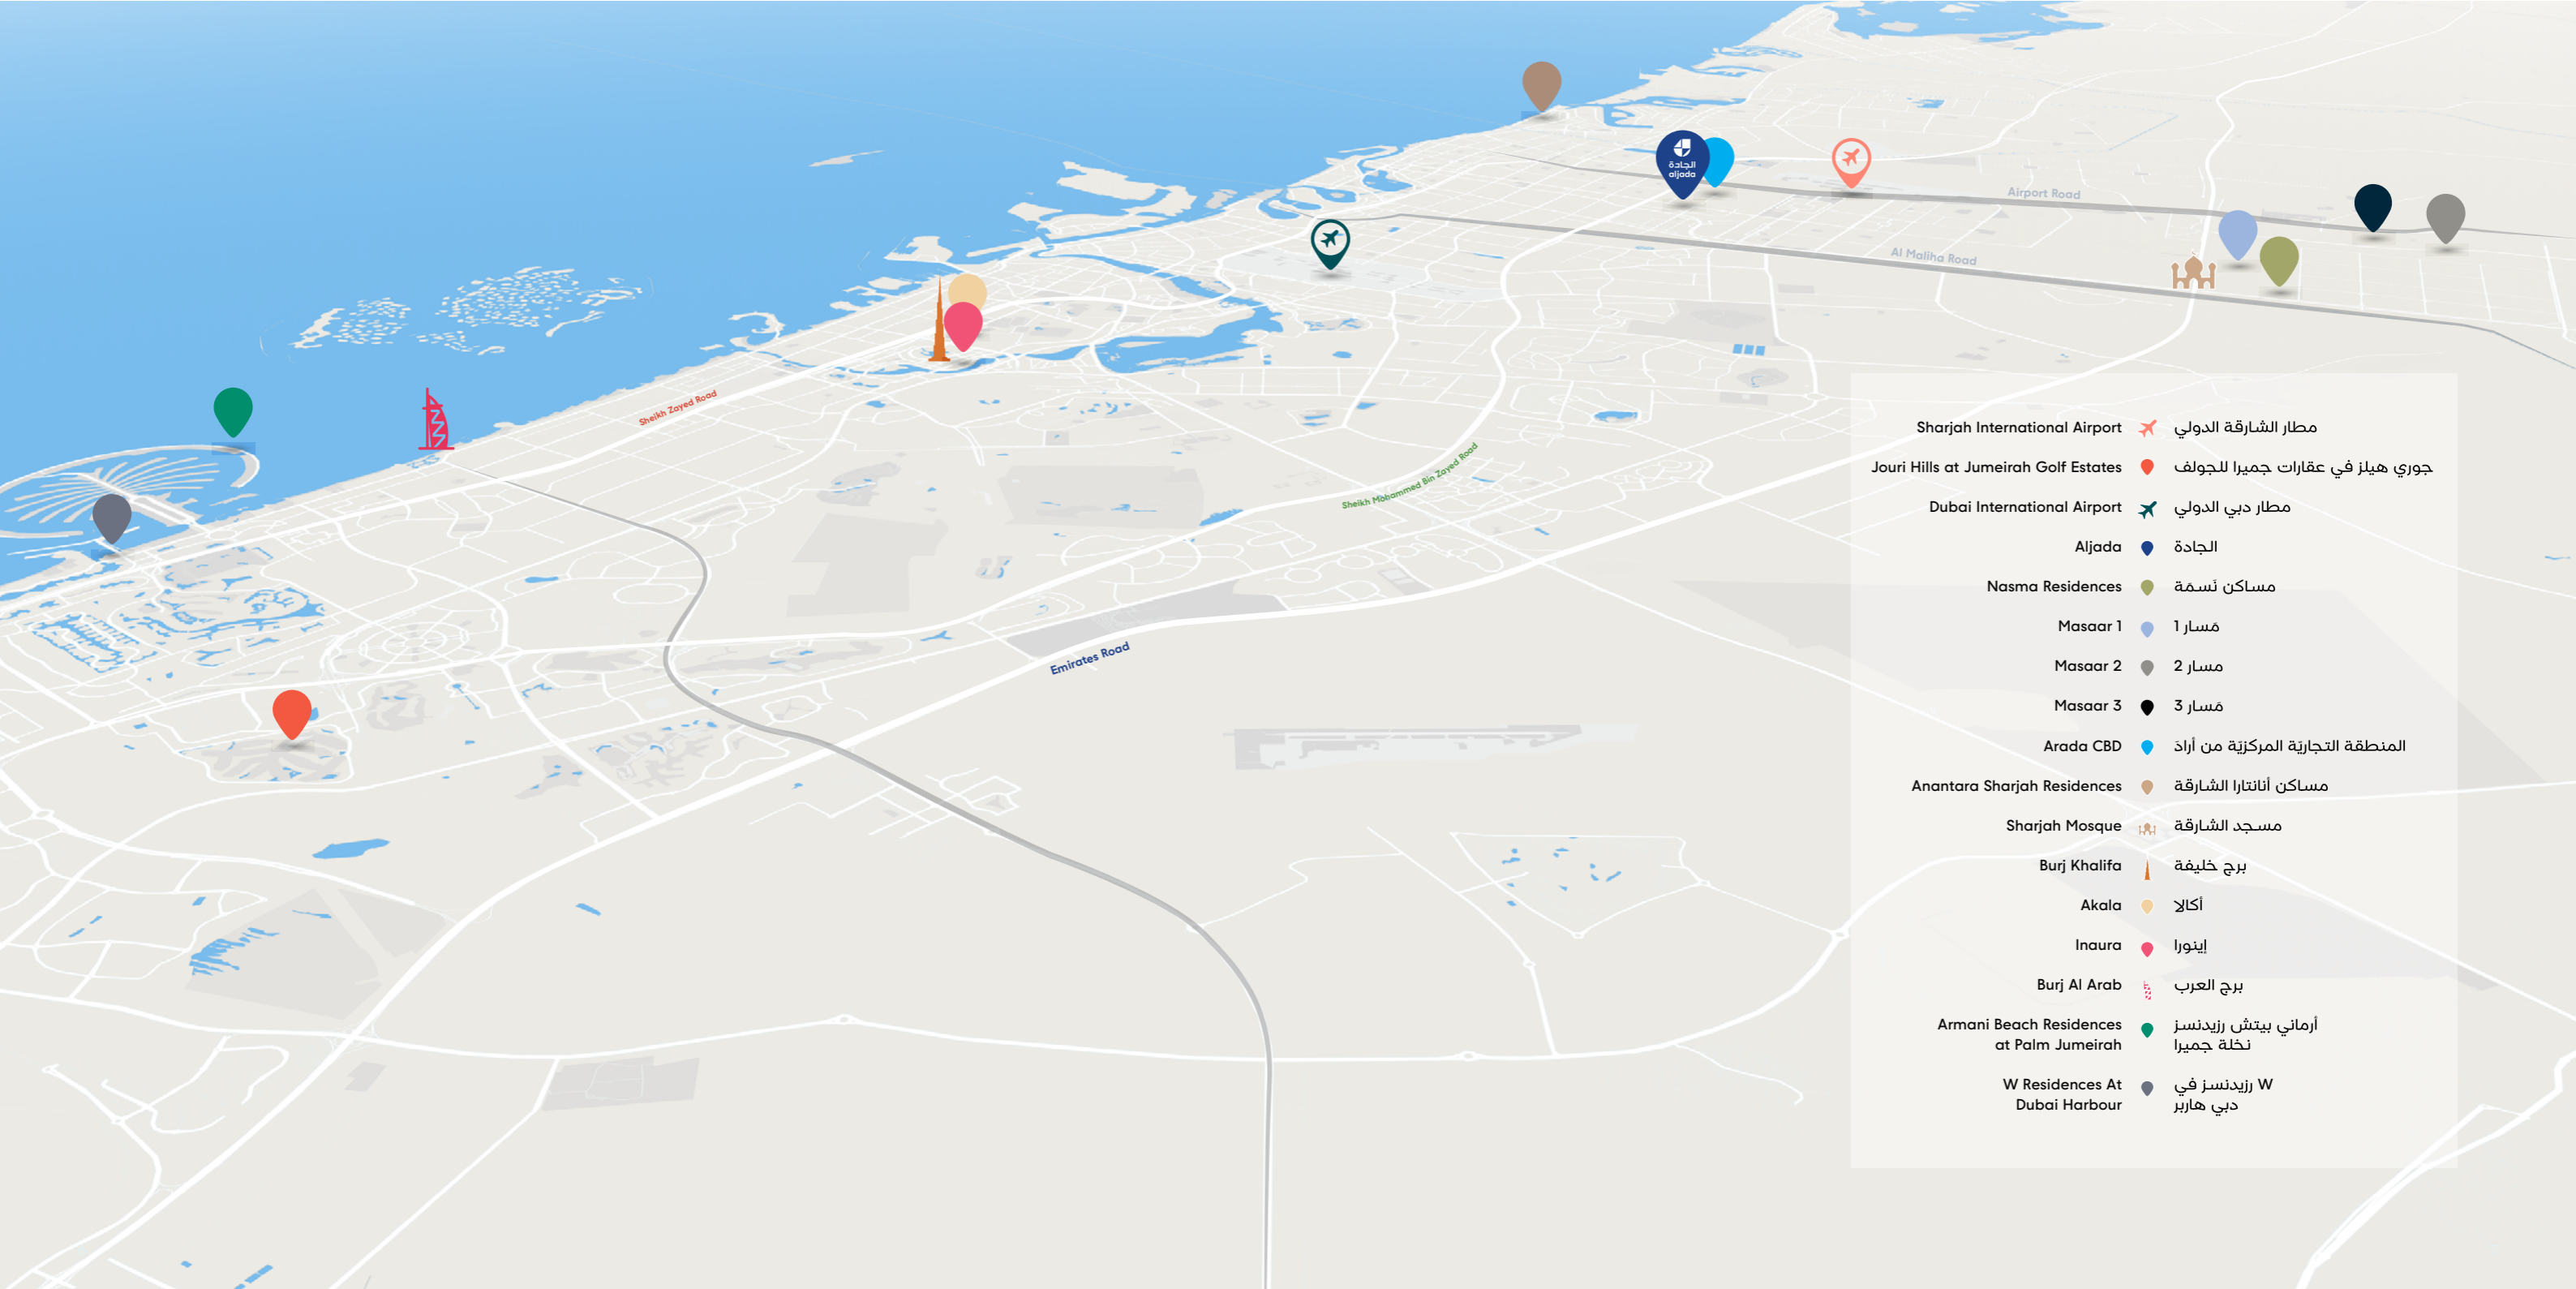 الجادة
aljada
Airport Road
Al Maliha Road
Sheikh Zayed Road
Sheikh Mohammed Bin Zayed Road
Emirates Road
Sharjah International Airport مطار الشارقة الدولي
Jouri Hills at Jumeirah Golf Estates جوري هيلز في عقارات جميرا للجولف
Dubai International Airport مطار دبي الدولي
Aljada الجادة
Nasma Residences مساكن نَسمَة
Masaar 1 مَسار 1
Masaar 2 مسار 2
Masaar 3 مَسار 3
Arada CBD المنطقة التجاريّة المركزيّة من أرادَ
Anantara Sharjah Residences مساكن أنانتارا الشارقة
Sharjah Mosque مسجد الشارقة
Burj Khalifa برج خليفة
Akala أكالا
Inaura إينورا
Burj Al Arab برج العرب
Armani Beach Residences أرماني بيتش رزيدنسز
at Palm Jumeirah نخلة جميرا
W Residences At W رزيدنسز في
Dubai Harbour دبي هاربر